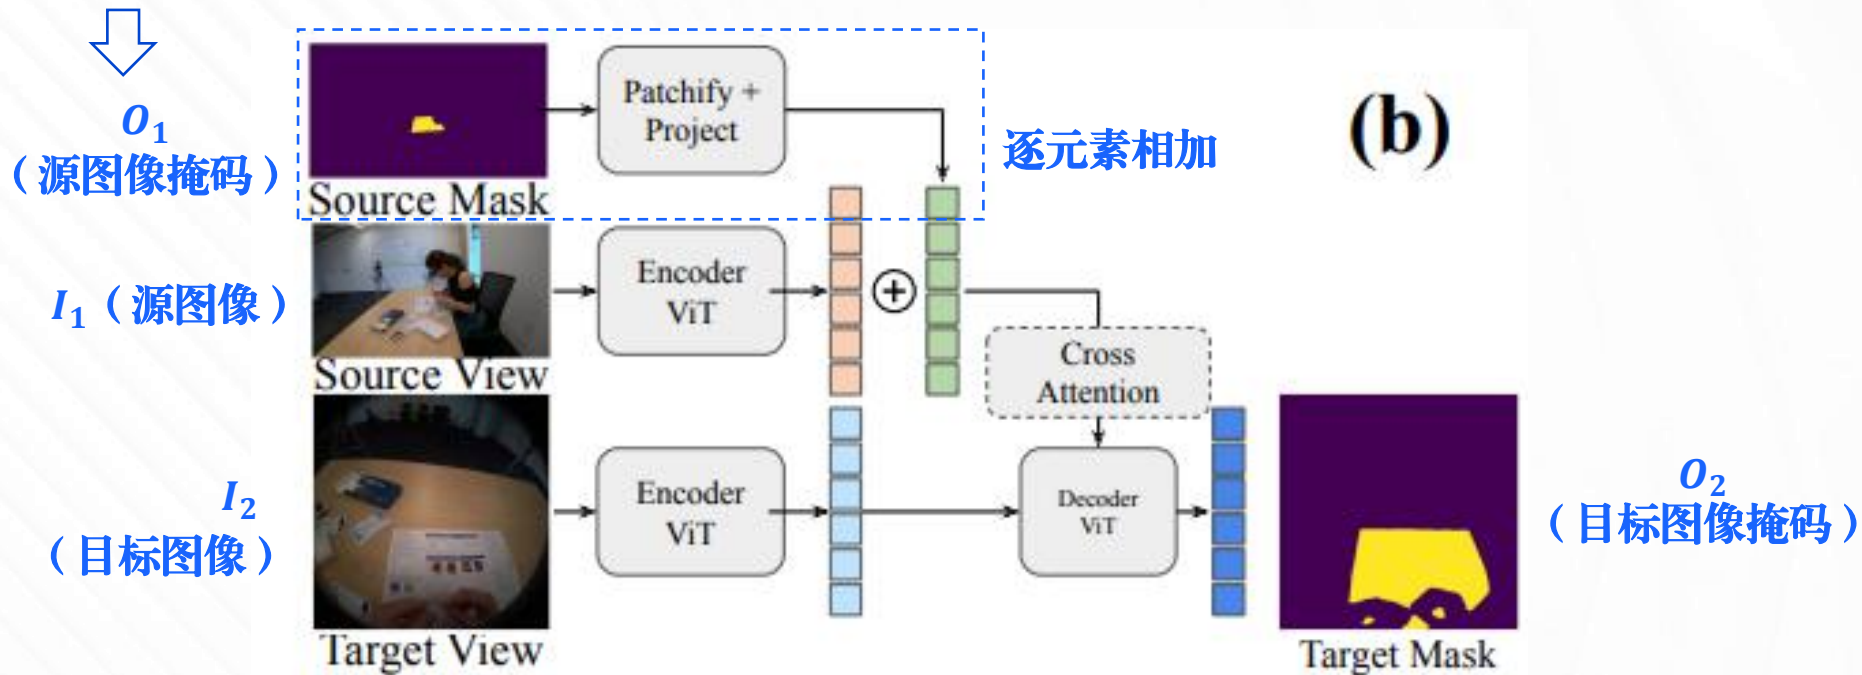 O₁
（源图像掩码）
Source Mask
Patchify +
Project
逐元素相加
(b)
I₁（源图像）
Source View
Encoder
ViT
Cross
Attention
I₂
（目标图像）
Target View
Encoder
ViT
Decoder
ViT
Target Mask
O₂
（目标图像掩码）